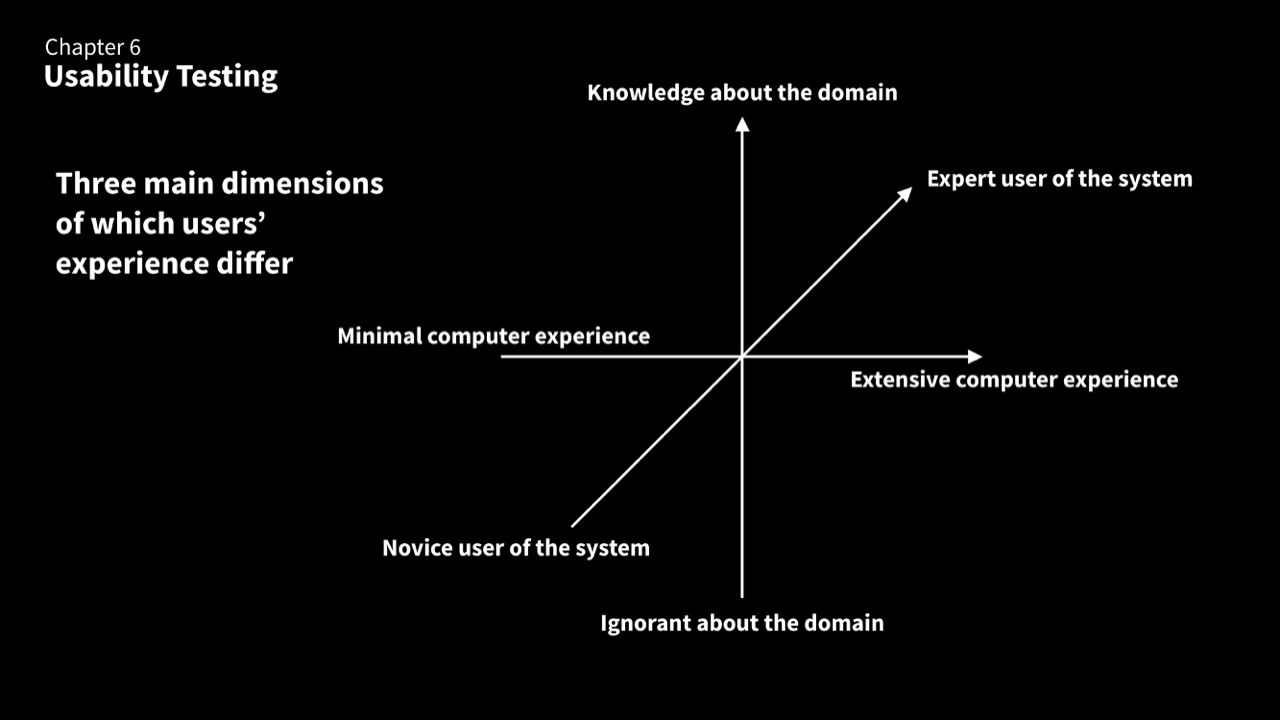 Chapter 6
Usability Testing
Three main dimensions
of which users’
experience differ
Knowledge about the domain
Expert user of the system
Minimal computer experience
Extensive computer experience
Novice user of the system
Ignorant about the domain